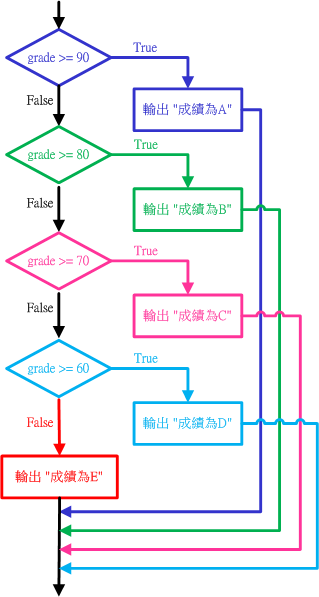 grade >= 90
True
輸出 "成績為A"
False
grade >= 80
True
輸出 "成績為B"
False
grade >= 70
True
輸出 "成績為C"
False
grade >= 60
True
輸出 "成績為D"
False
輸出 "成績為E"